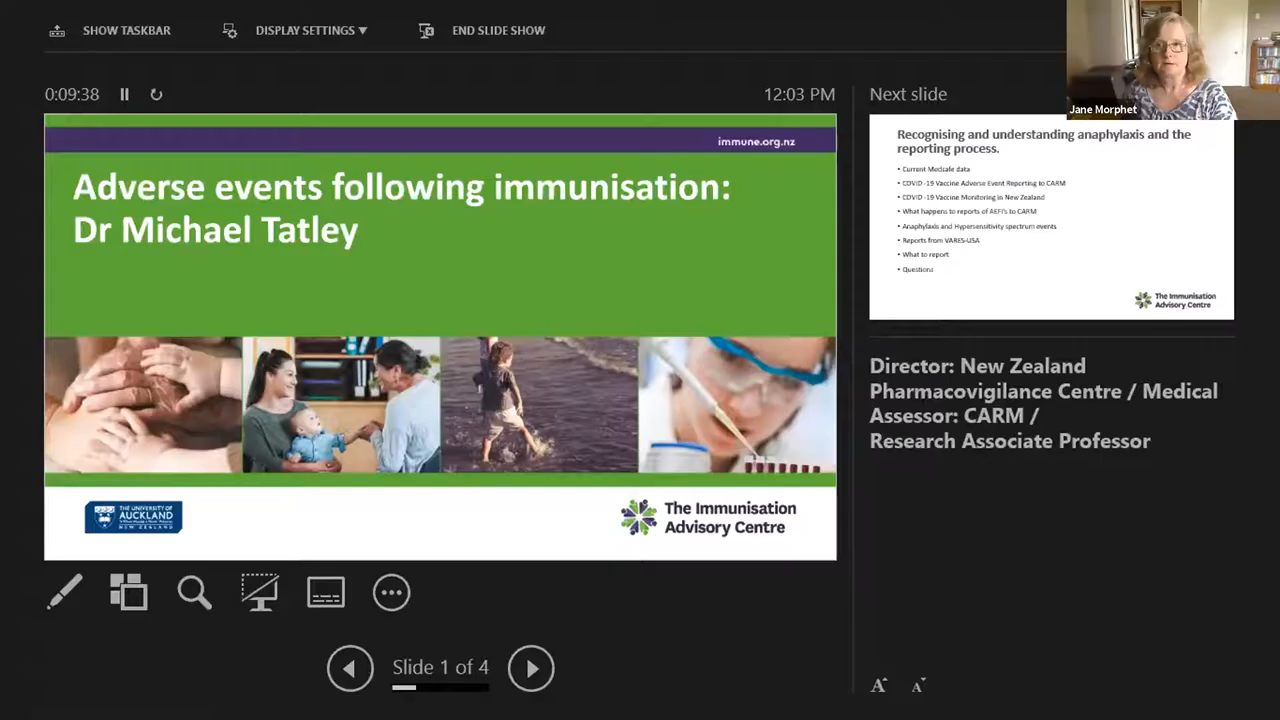 SHOW TASKBAR
DISPLAY SETTINGS ▼
END SLIDE SHOW
Jane Morphet
0:09:38
12:03 PM
Next slide
immune.org.nz
Adverse events following immunisation:
Dr Michael Tatley
THE UNIVERSITY OF
AUCKLAND
NEW ZEALAND
The Immunisation
Advisory Centre
Recognising and understanding anaphylaxis and the
reporting process.
• Current Medsafe data
• COVID -19 Vaccine Adverse Event Reporting to CARM
• COVID -19 Vaccine Monitoring in New Zealand
• What happens to reports of AEFI's to CARM
• Anaphylaxis and Hypersensitivity spectrum events
• Reports from VARES-USA
• What to report
• Questions
The Immunisation
Advisory Centre
Director: New Zealand
Pharmacovigilance Centre / Medical
Assessor: CARM /
Research Associate Professor
Slide 1 of 4
A A